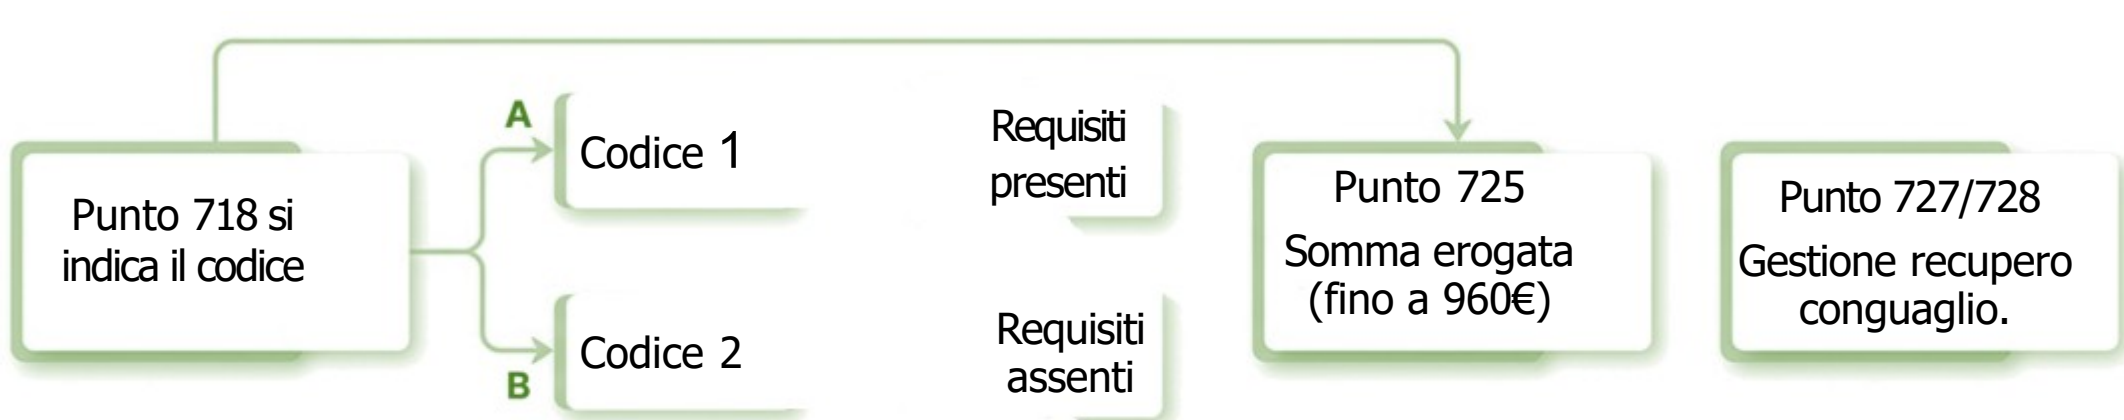 Punto 718 si
indica il codice
A
Codice 1
Requisiti
presenti
B
Codice 2
Requisiti
assenti
Punto 725
Somma erogata
(fino a 960€)
Punto 727/728
Gestione recupero
conguaglio.